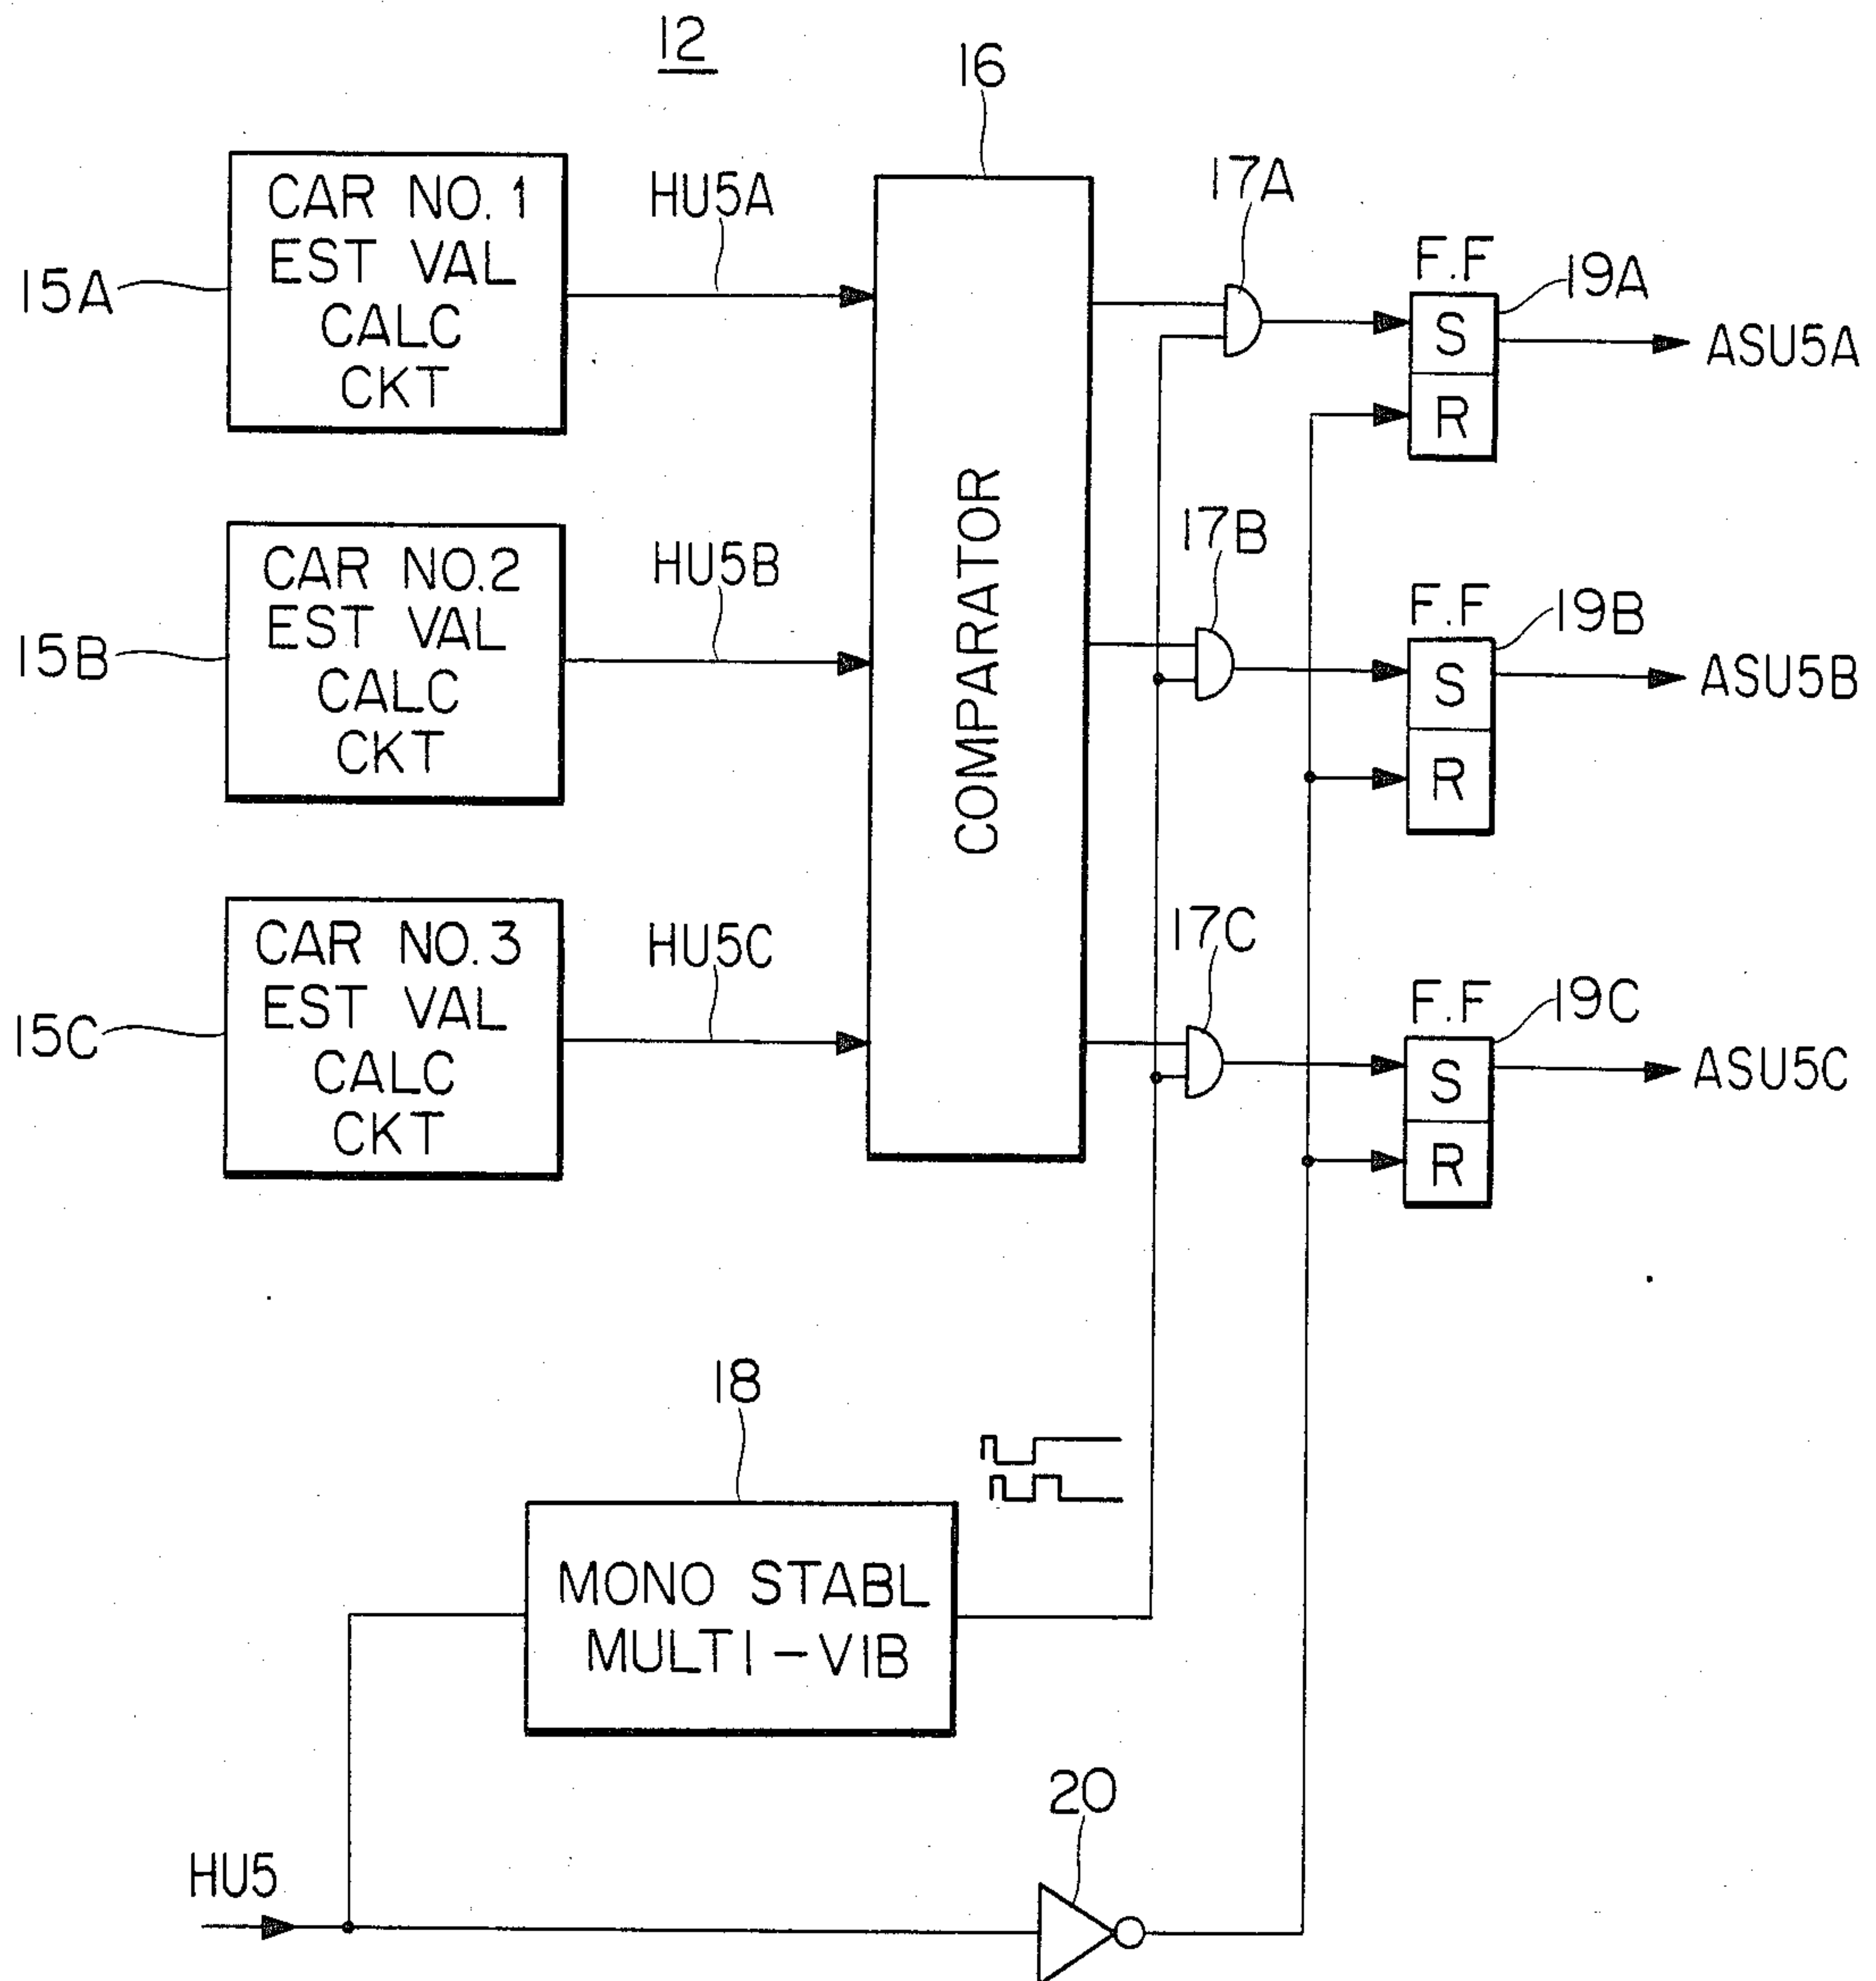 12
16
CAR NO. 1
EST VAL
CALC
CKT
15A
HU5A
17A
F.F
19A
S
R
ASU5A
CAR NO.2
EST VAL
CALC
CKT
15B
HU5B
COMPARATOR
17B
F.F
19B
S
R
ASU5B
CAR NO. 3
EST VAL
CALC
CKT
15C
HU5C
17C
F.F
19C
S
R
ASU5C
18
MONO STABL
MULTI-VIB
20
HU5